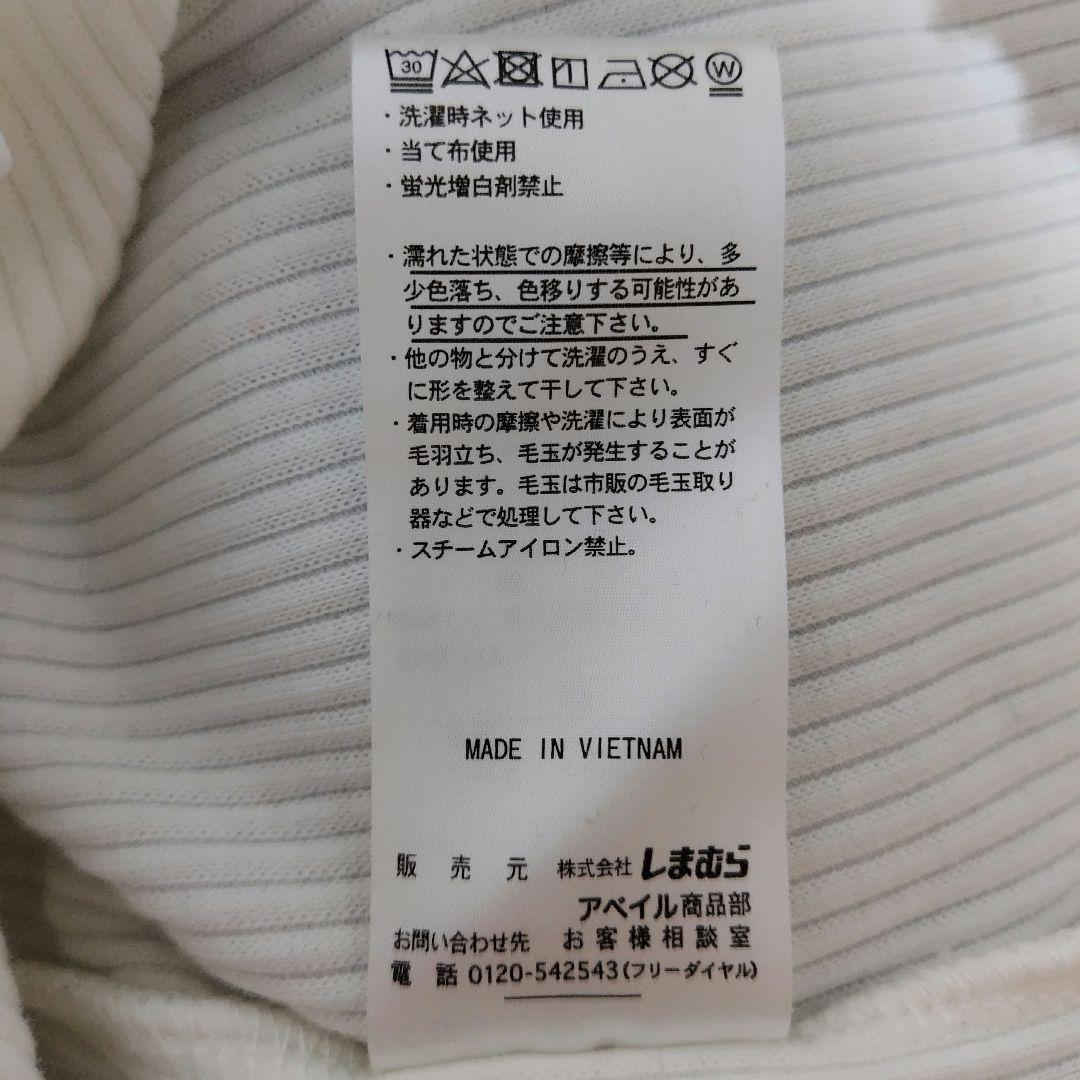 30 W
・洗濯時ネット使用
・当て布使用
・蛍光増白剤禁止
・濡れた状態での摩擦等により、多
少色落ち、色移りする可能性があ
りますのでご注意下さい。
・他の物と分けて洗濯のうえ、すぐ
に形を整えて干して下さい。
・着用時の摩擦や洗濯により表面が
毛羽立ち、毛玉が発生することが
あります。毛玉は市販の毛玉取り
器などで処理して下さい。
・スチームアイロン禁止。
MADE IN VIETNAM
販売元 株式会社 しまむら
アベイル商品部
お問い合わせ先 お客様相談室
電話 0120-542543(フリーダイヤル)